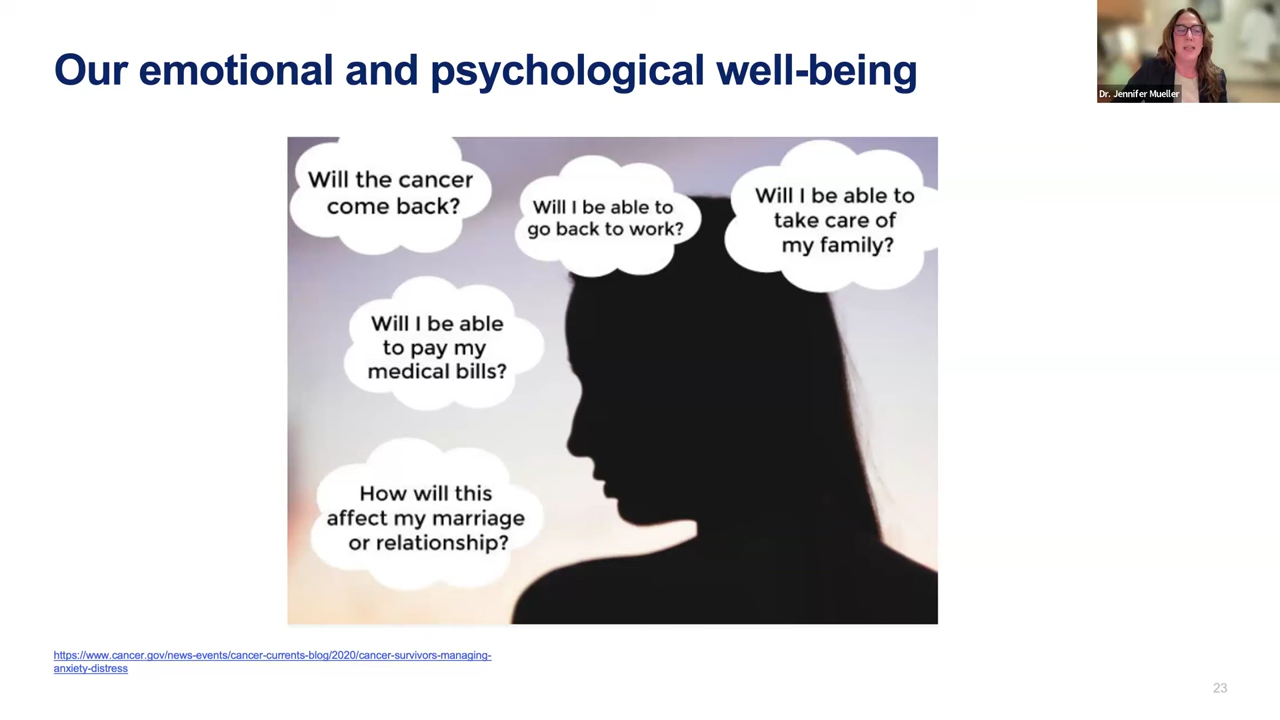 Our emotional and psychological well-being
Dr. Jennifer Mueller
Will the cancer
come back?
Will I be able to
go back to work?
Will I be able to
take care of
my family?
Will I be able
to pay my
medical bills?
How will this
affect my marriage
or relationship?
https://www.cancer.gov/news-events/cancer-currents-blog/2020/cancer-survivors-managing-
anxiety-distress
23